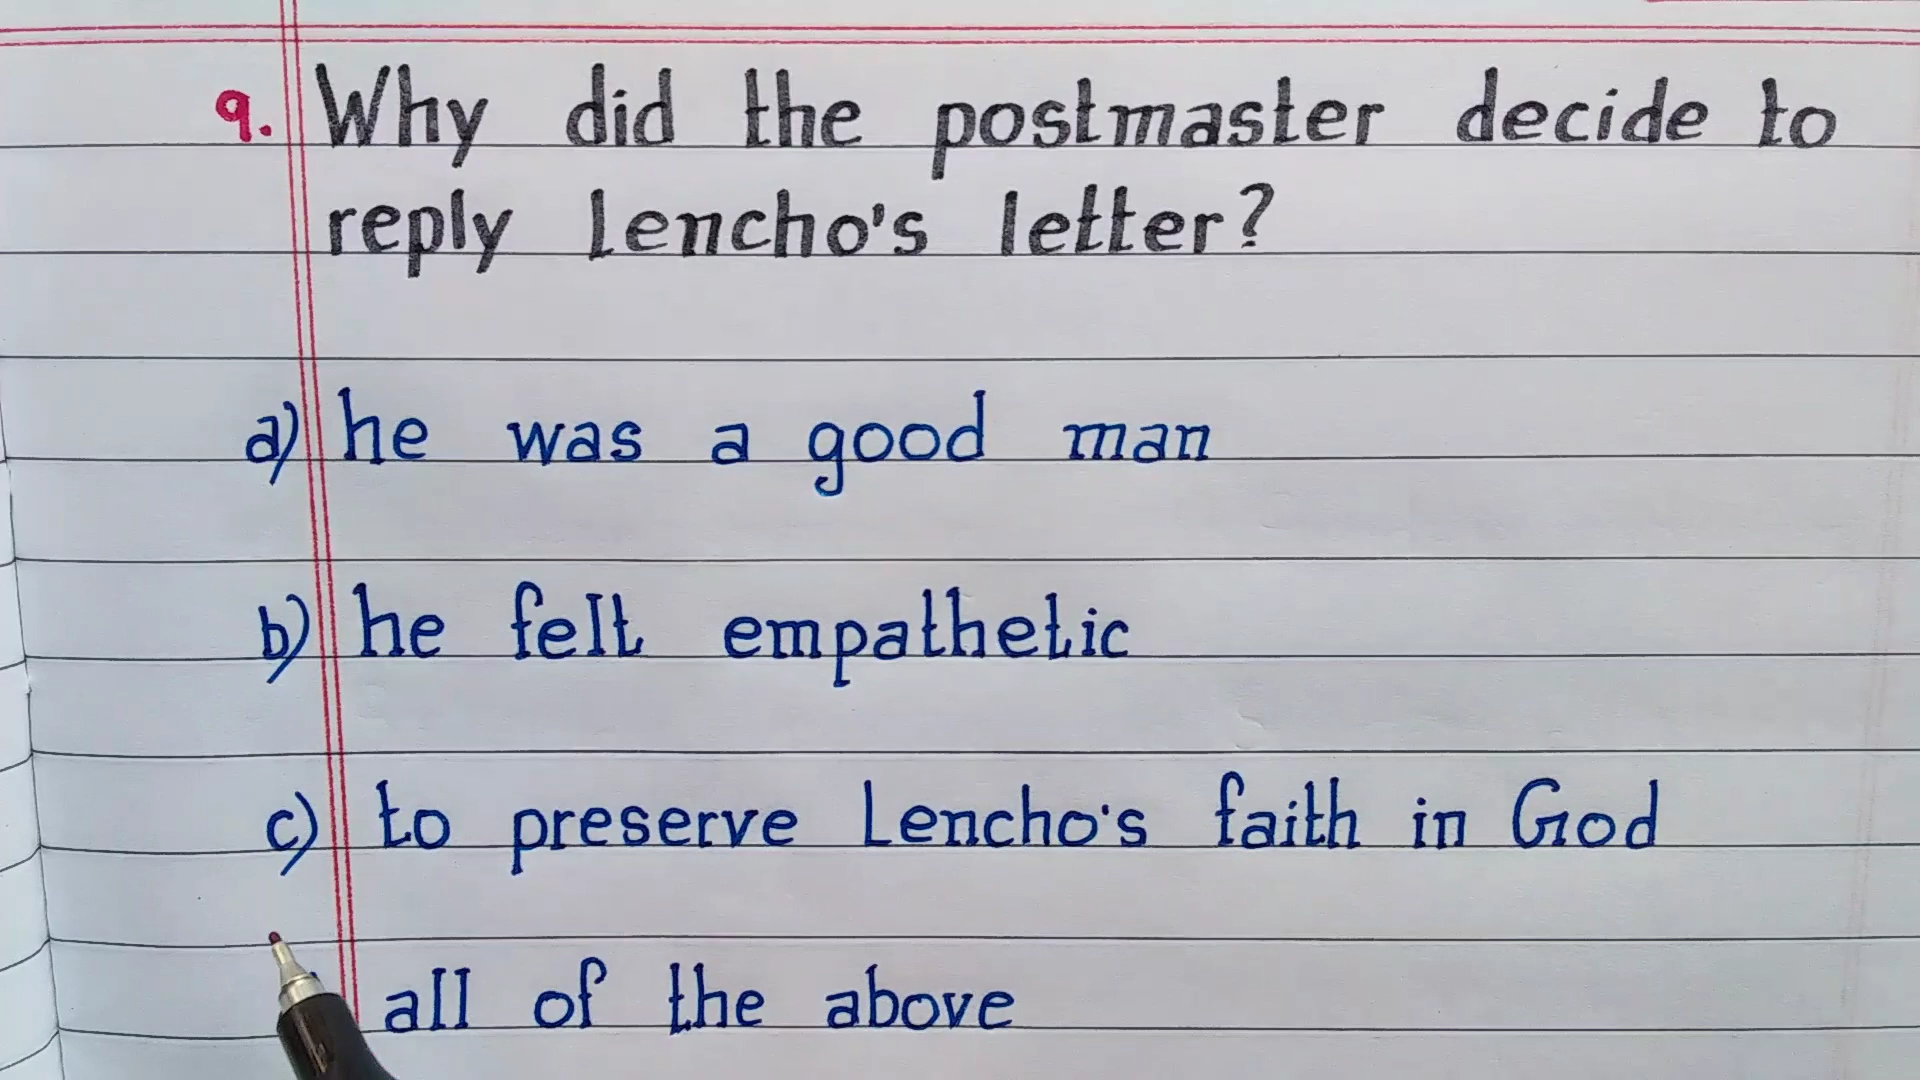 9. Why did the postmaster decide to
reply Lencho's letter?
a) he was a good man
b) he felt empathetic
c) to preserve Lencho's faith in God
all of the above